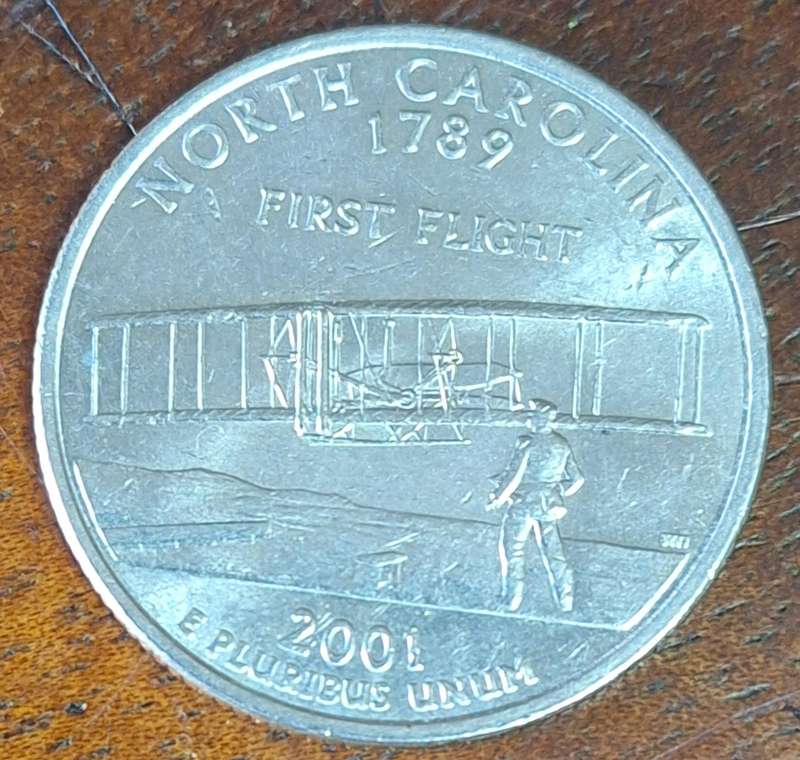 NORTH CAROLINA
1789
FIRST FLIGHT
2001
E PLURIBUS UNUM